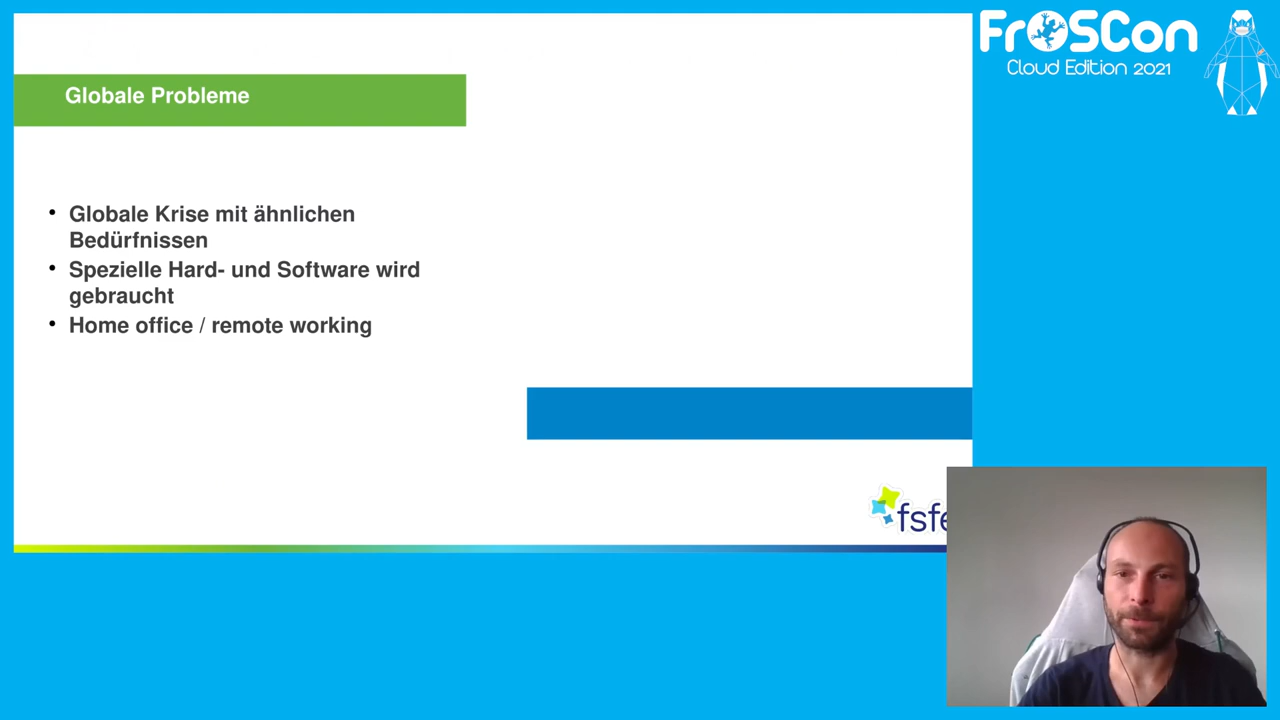 FrOSCon
Cloud Edition 2021
Globale Probleme
• Globale Krise mit ähnlichen
Bedürfnissen
• Spezielle Hard- und Software wird
gebraucht
• Home office / remote working
fsfe